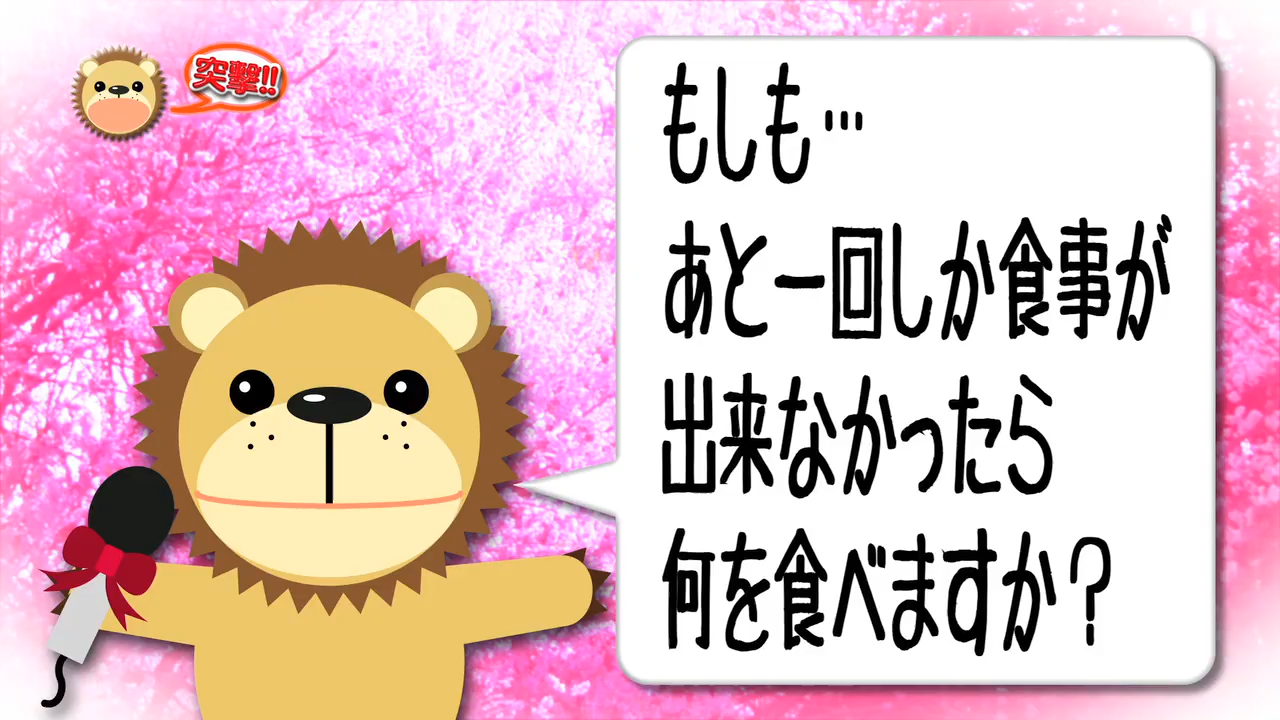 突撃!!
もしも…
あと一回しか食事が
出来なかったら
何を食べますか？